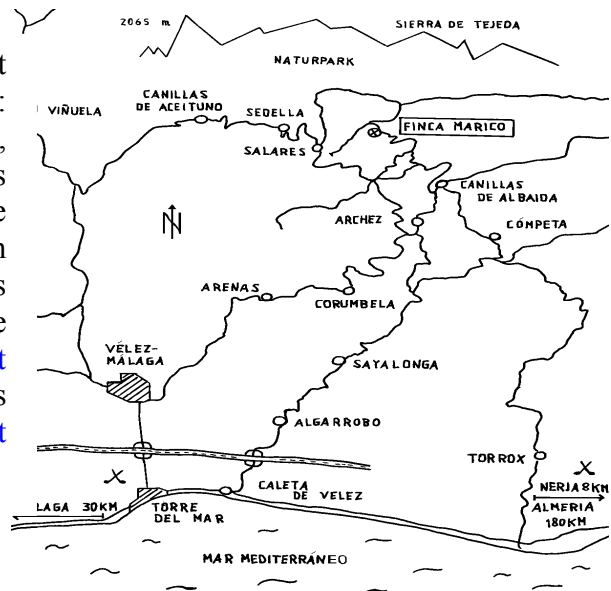 2065 m
SIERRA DE TEJEDA
NATURPARK
CANILLAS
DE ACEITUNO
VIÑUELA
SEDELLA
FINCA MARICO
SALARES
CANILLAS
DE ALBAIDA
N
ARCHEZ
CÓMPETA
ARENAS
CORUMBELA
VÉLEZ-
MÁLAGA
SAYALONGA
ALGARROBO
TORROX
CALETA
DE VELEZ
NERJA 8KM
LAGA 30KM
TORRE
DEL MAR
ALMERIA
180KM
MAR MEDITERRÁNEO
t
:
,
s
e
n
s
e
t
s
t